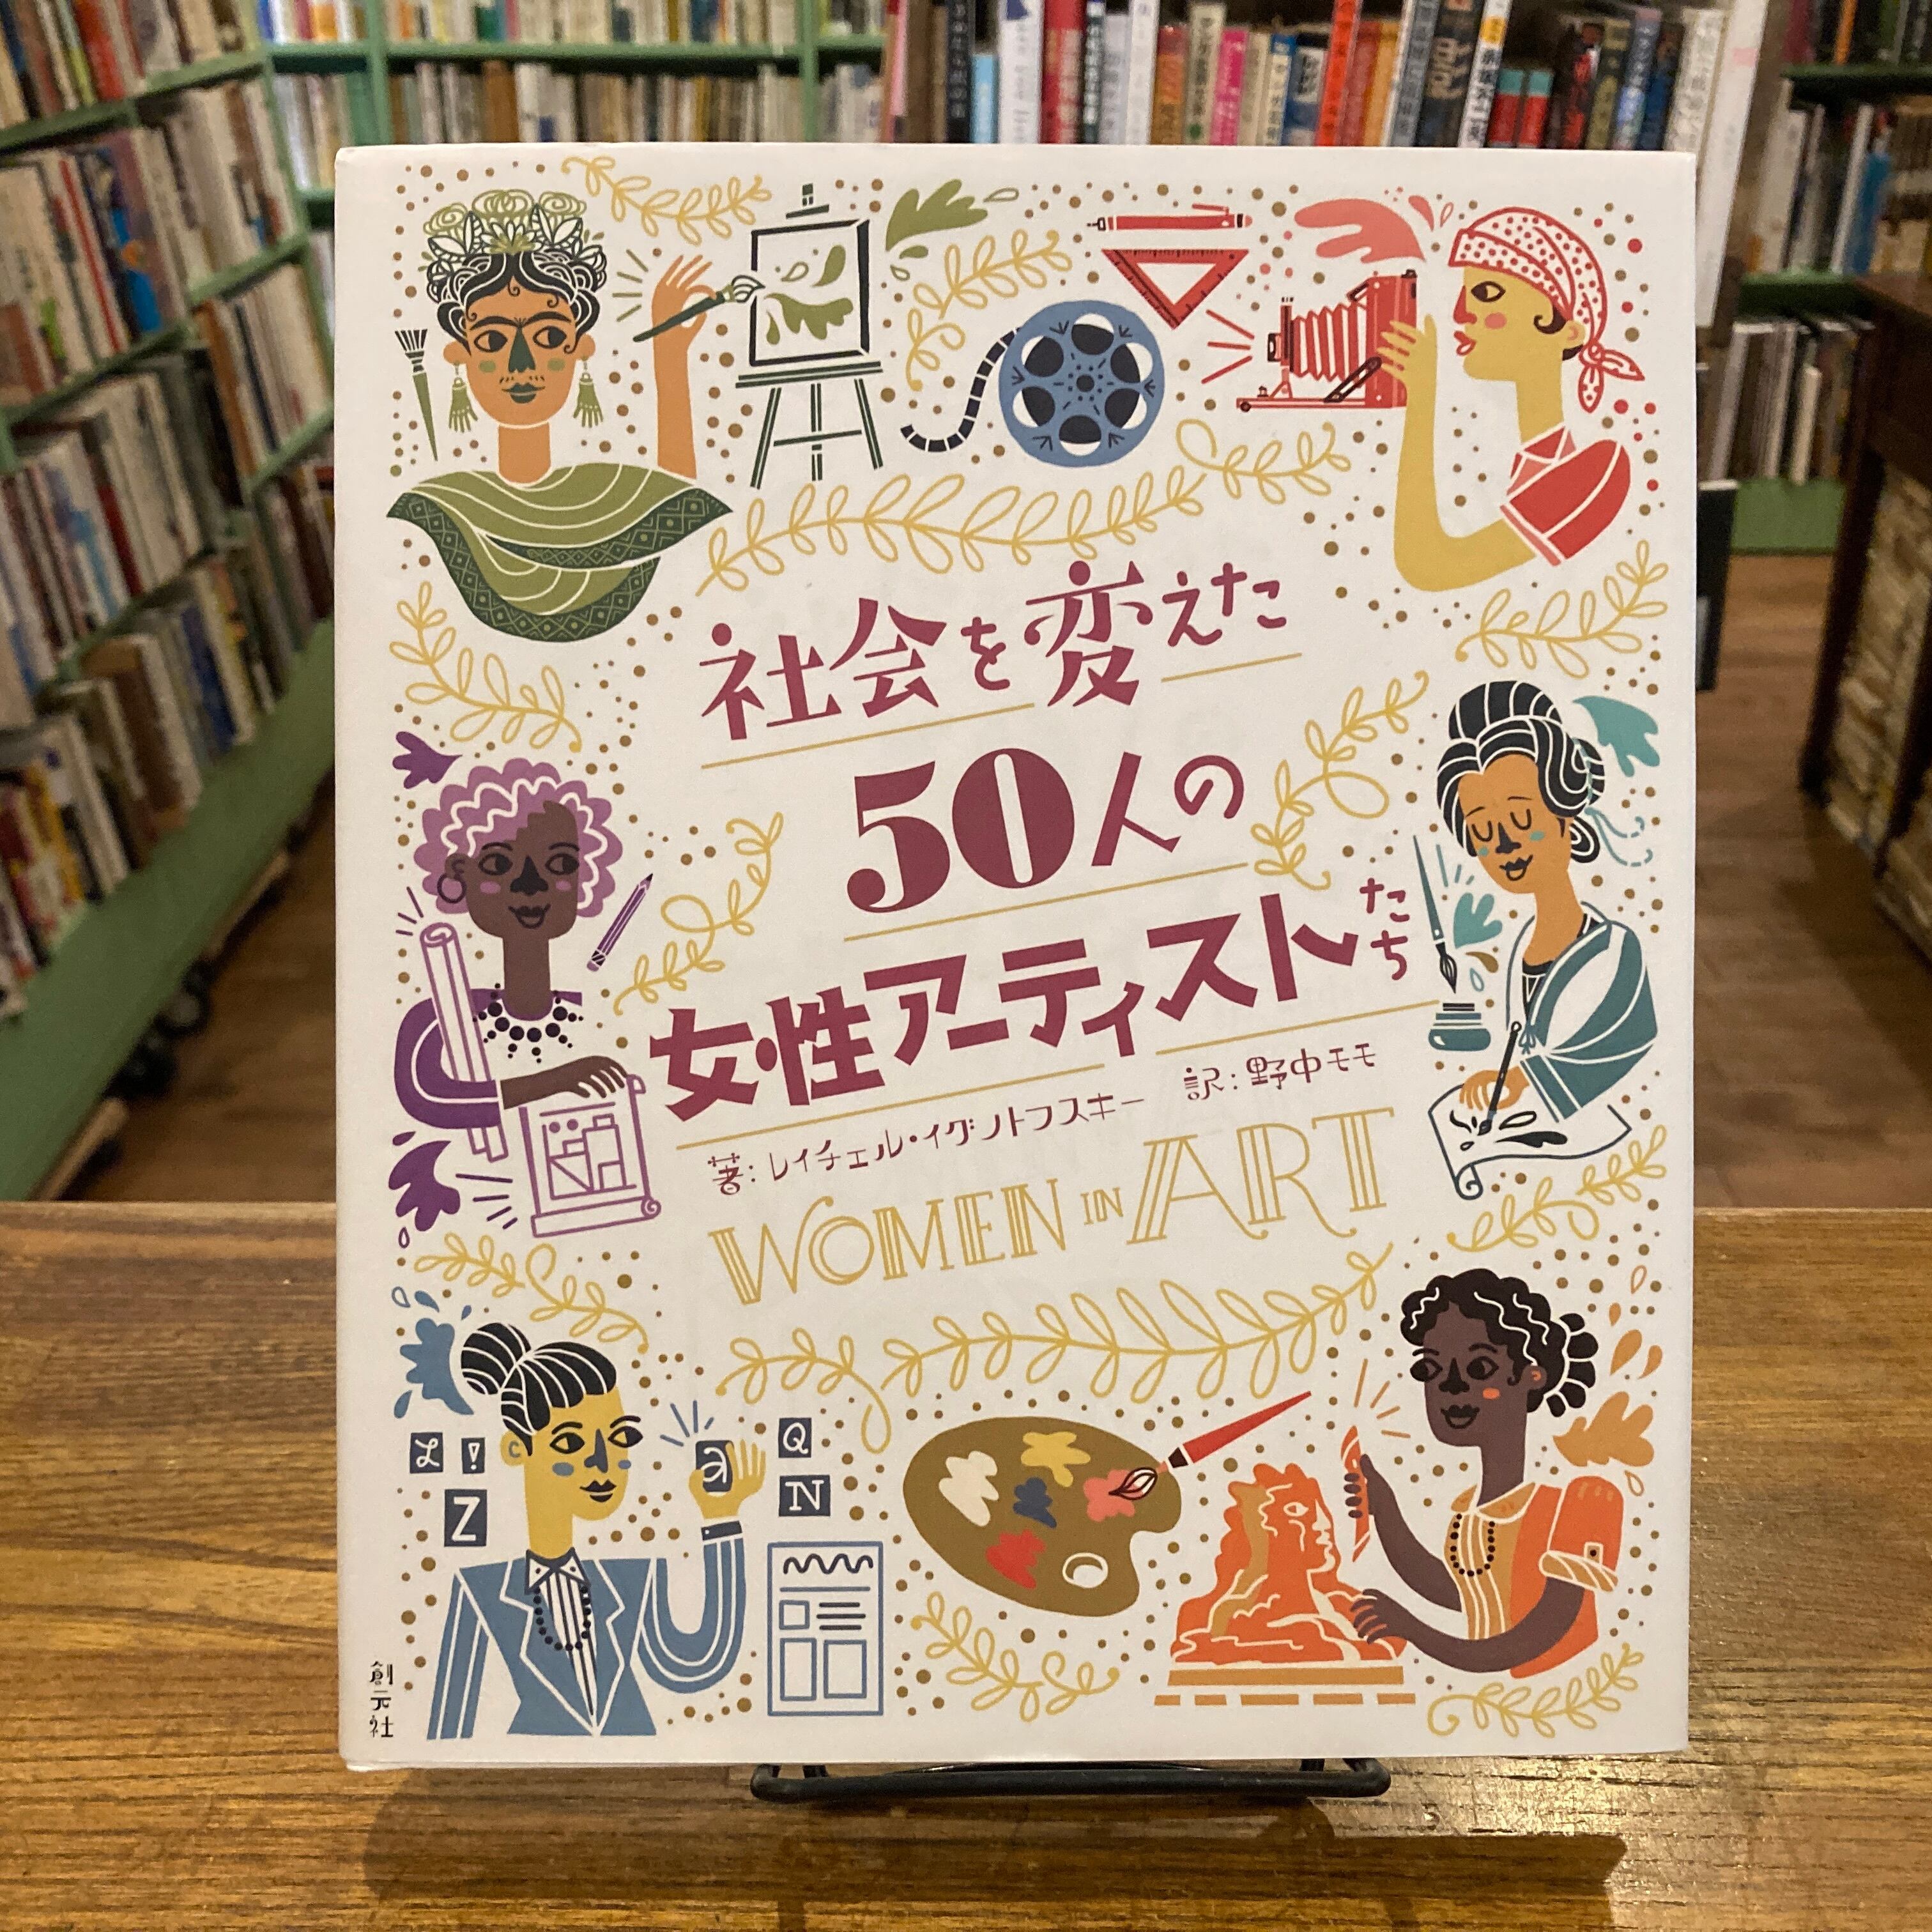 社会を変えた
50人の
女性アーティストたち
著:レイチェル・イグノトフスキー 訳:野中モモ
WOMEN IN ART
L ! Z
a
Q
N
創元社